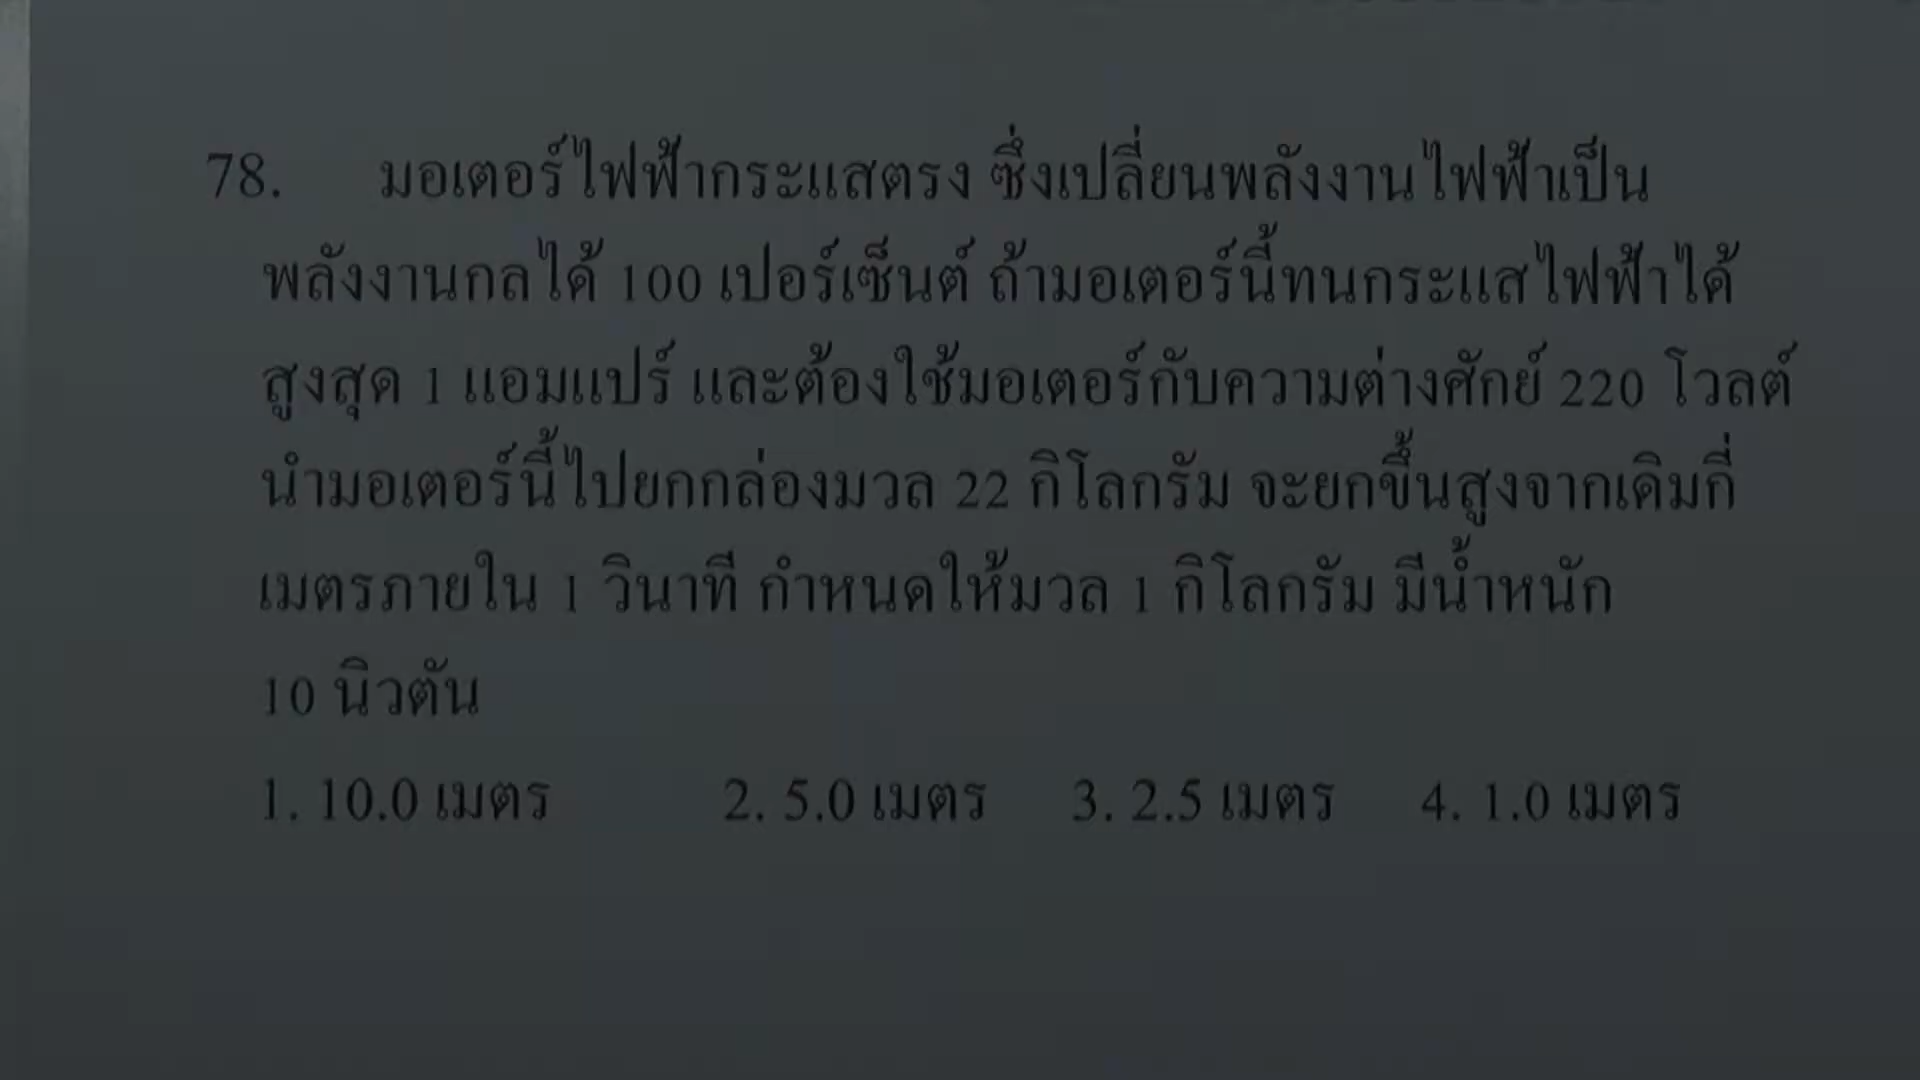 78. มอเตอร์ไฟฟ้ากระแสตรง ซึ่งเปลี่ยนพลังงานไฟฟ้าเป็น
พลังงานกลได้ 100 เปอร์เซ็นต์ ถ้ามอเตอร์นี้ทนกระแสไฟฟ้าได้
สูงสุด 1 แอมแปร์ และต้องใช้มอเตอร์กับความต่างศักย์ 220 โวลต์
นำมอเตอร์นี้ไปยกกล่องมวล 22 กิโลกรัม จะยกขึ้นสูงจากเดิมกี่
เมตรภายใน 1 วินาที กำหนดให้มวล 1 กิโลกรัม มีน้ำหนัก
10 นิวตัน
1. 10.0 เมตร 2. 5.0 เมตร 3. 2.5 เมตร 4. 1.0 เมตร